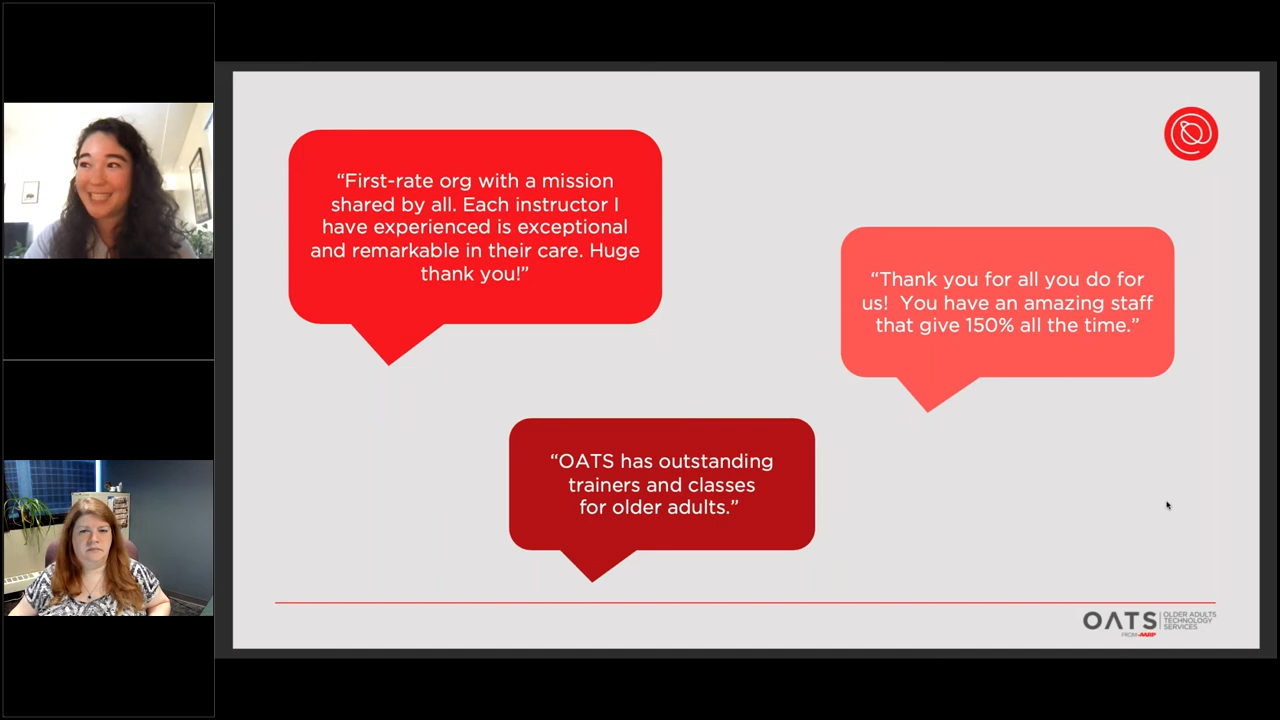 “First-rate org with a mission
shared by all. Each instructor I
have experienced is exceptional
and remarkable in their care. Huge
thank you!”
“Thank you for all you do for
us!  You have an amazing staff
that give 150% all the time.”
“OATS has outstanding
trainers and classes
for older adults.”
OATS
FROM AARP
OLDER ADULTS
TECHNOLOGY
SERVICES